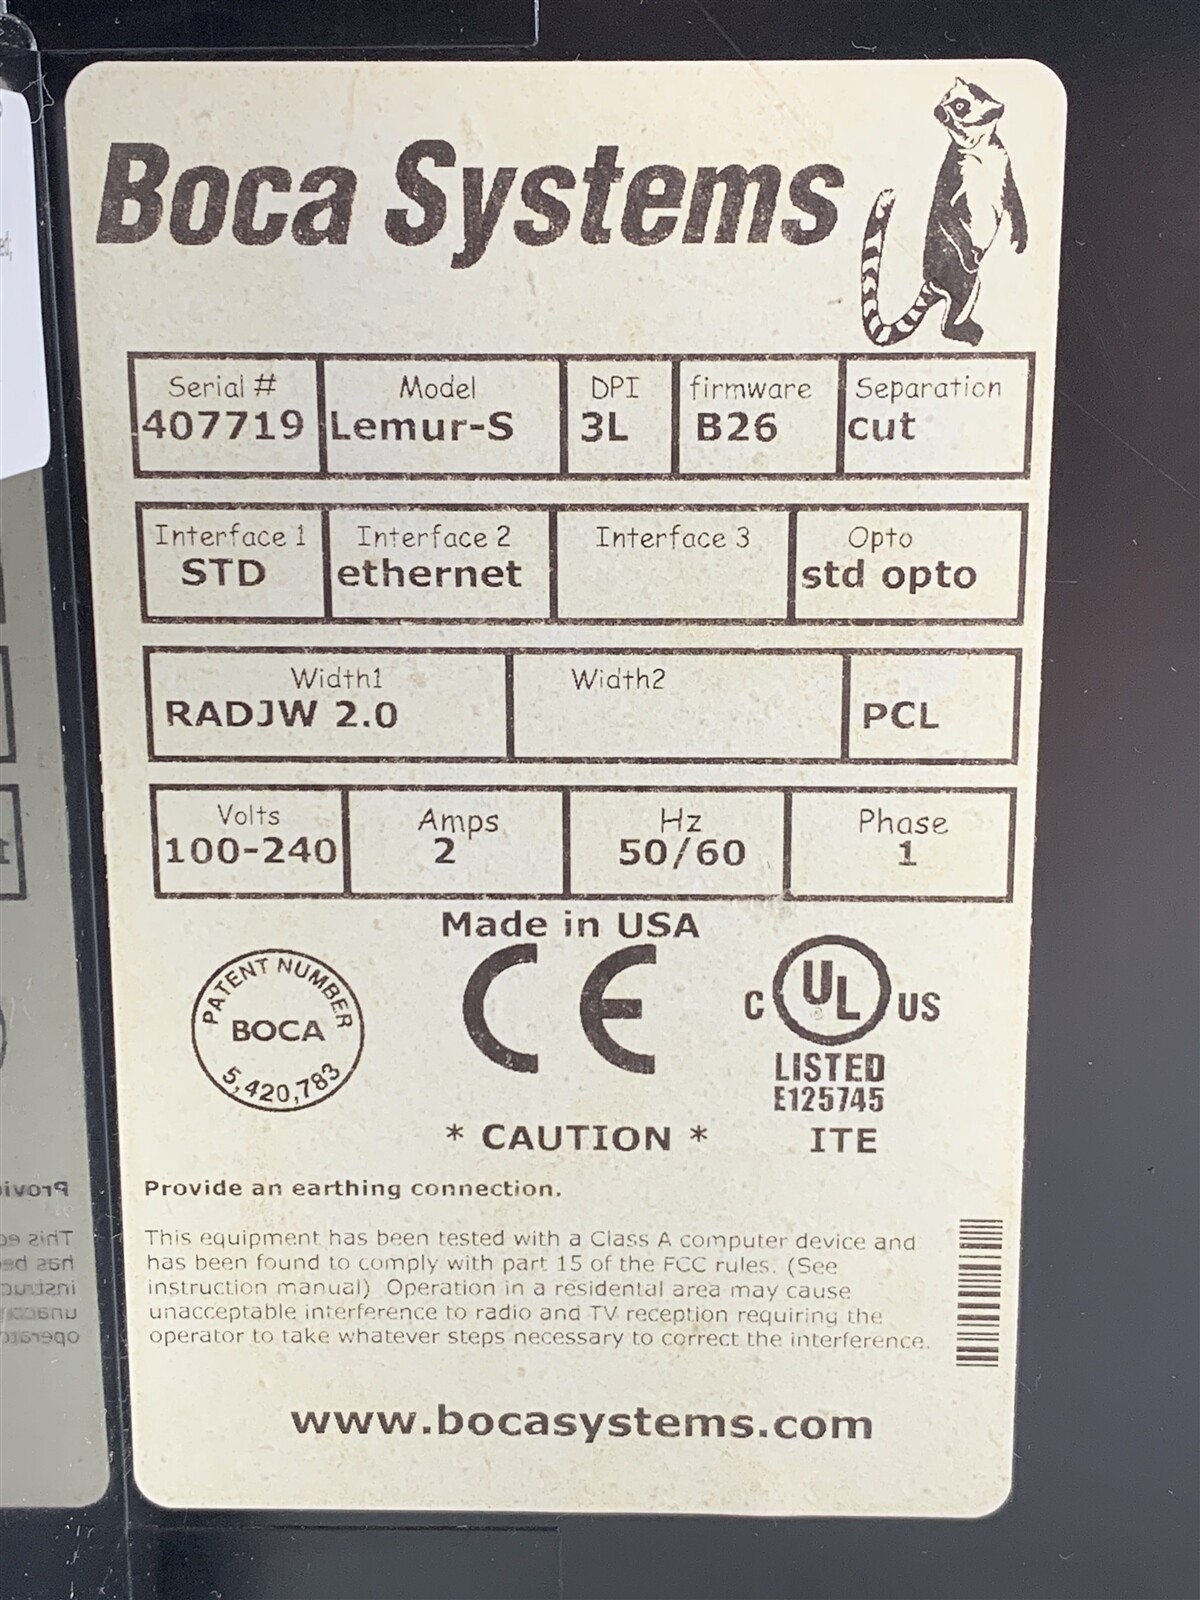 Boca Systems
Serial # Model DPI firmware Separation
407719 Lemur-S 3L B26 cut
Interface 1 Interface 2 Interface 3 Opto
STD ethernet std opto
Width1 Width2
RADJW 2.0 PCL
Volts Amps Hz Phase
100-240 2 50/60 1
Made in USA
PATENT NUMBER
BOCA
5,420,783
CE
C UL US
LISTED
E125745
* CAUTION * ITE
Provide an earthing connection.
This equipment has been tested with a Class A computer device and
has been found to comply with part 15 of the FCC rules. (See
instruction manual) Operation in a residental area may cause
unacceptable interference to radio and TV reception requiring the
operator to take whatever steps necessary to correct the interference.
www.bocasystems.com